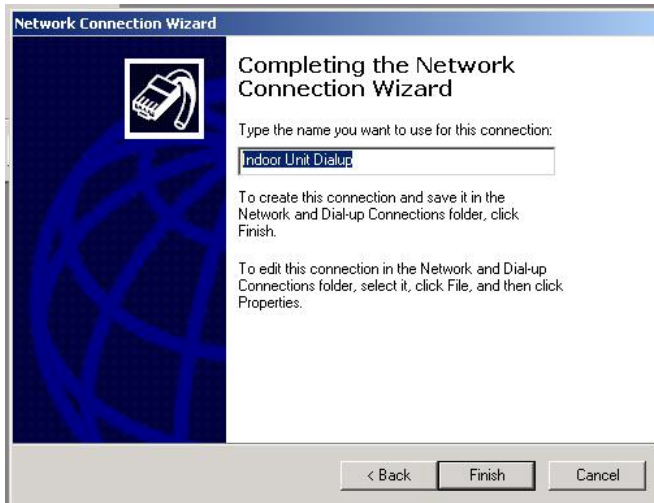 Network Connection Wizard
Completing the Network
Connection Wizard
Type the name you want to use for this connection:
Indoor Unit Dialup
To create this connection and save it in the
Network and Dial-up Connections folder, click
Finish.
To edit this connection in the Network and Dial-up
Connections folder, select it, click File, and then click
Properties.
< Back
Finish
Cancel